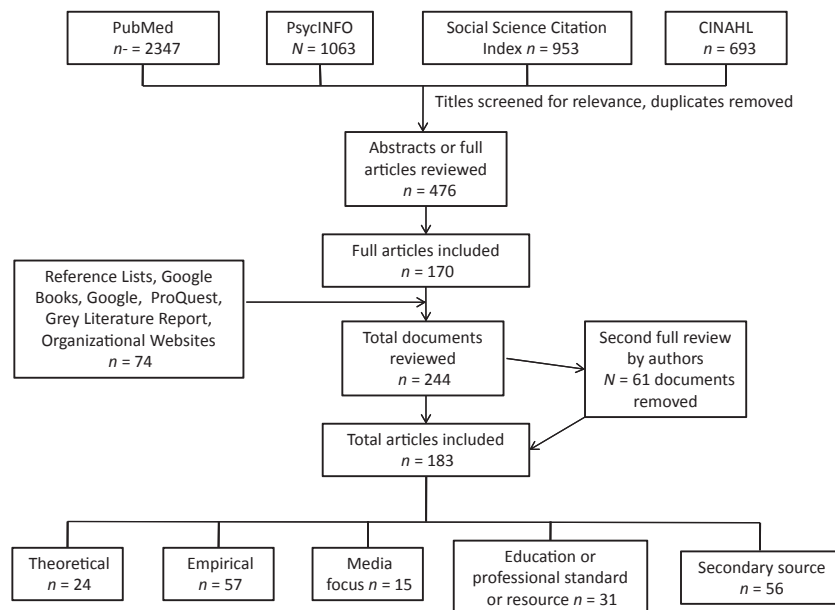 PubMed
n- = 2347
PsycINFO
N = 1063
Social Science Citation
Index n = 953
CINAHL
n = 693
Titles screened for relevance, duplicates removed
Abstracts or full
articles reviewed
n = 476
Full articles included
n = 170
Reference Lists, Google
Books, Google, ProQuest,
Grey Literature Report,
Organizational Websites
n = 74
Total documents
reviewed
n = 244
Second full review
by authors
N = 61 documents
removed
Total articles included
n = 183
Theoretical
n = 24
Empirical
n = 57
Media
focus n = 15
Education or
professional standard
or resource n = 31
Secondary source
n = 56